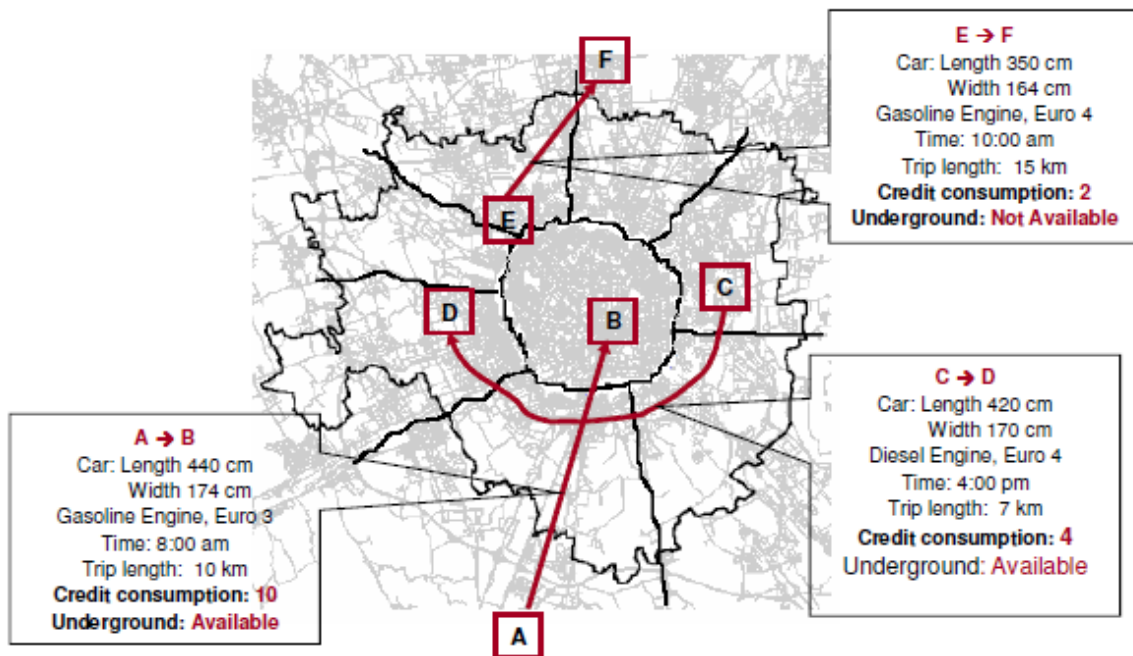 E → F
Car: Length 350 cm
Width 164 cm
Gasoline Engine, Euro 4
Time: 10:00 am
Trip length: 15 km
Credit consumption: 2
Underground: Not Available
F
E
C
D
B
C → D
Car: Length 420 cm
Width 170 cm
Diesel Engine, Euro 4
Time: 4:00 pm
Trip length: 7 km
Credit consumption: 4
Underground: Available
A → B
Car: Length 440 cm
Width 174 cm
Gasoline Engine, Euro 3
Time: 8:00 am
Trip length: 10 km
Credit consumption: 10
Underground: Available
A